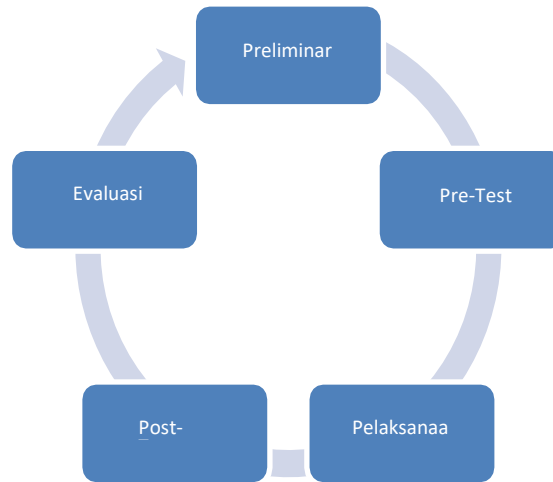 Preliminar
Pre-Test
Pelaksanaa
Post-
Evaluasi